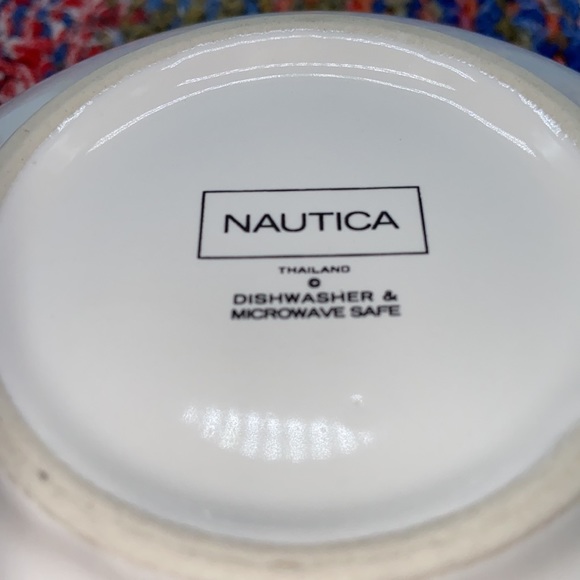 NAUTICA
THAILAND
©
DISHWASHER &
MICROWAVE SAFE